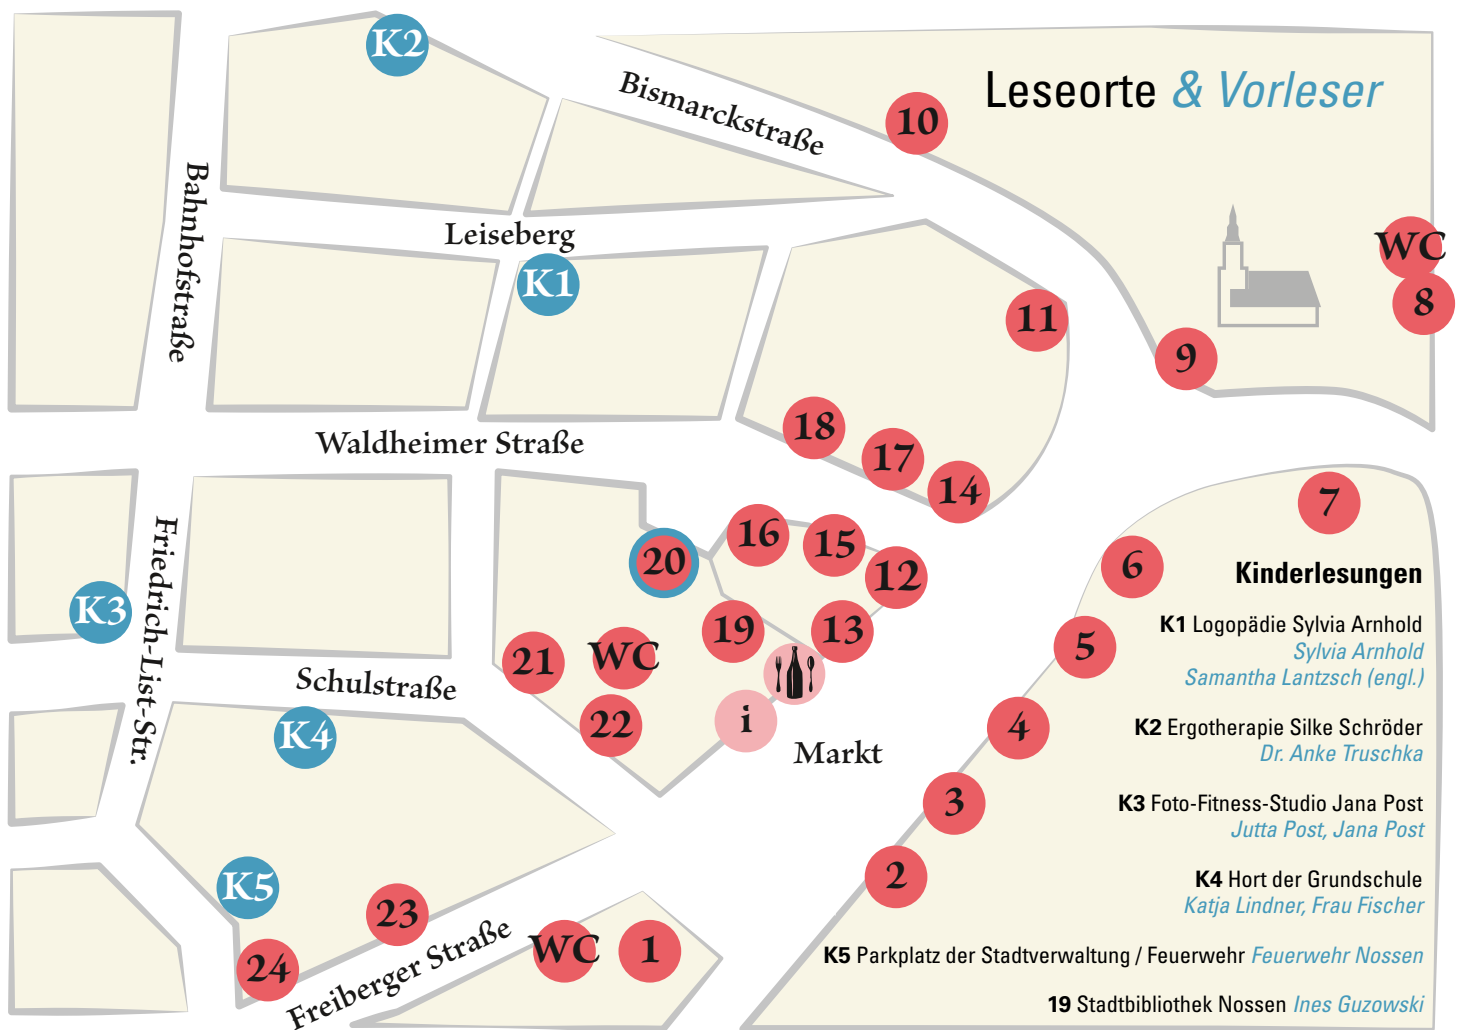 Leseorte & Vorleser
K2
Bismarckstraße
10
Bahnhofstraße
Leiseberg
WC
K1
8
11
9
18
Waldheimer Straße
17
14
7
Friedrich-List-Str.
16
15
20
12
6
Kinderlesungen
K3
19
13
K1 Logopädie Sylvia Arnhold
5
Sylvia Arnhold
21
WC
Samantha Lantzsch (engl.)
Schulstraße
22
i
4
K4
K2 Ergotherapie Silke Schröder
Markt
Dr. Anke Truschka
3
K3 Foto-Fitness-Studio Jana Post
Jutta Post, Jana Post
2
K5
K4 Hort der Grundschule
23
Katja Lindner, Frau Fischer
Freiberger Straße
WC
1
K5 Parkplatz der Stadtverwaltung / Feuerwehr Feuerwehr Nossen
24
19 Stadtbibliothek Nossen Ines Guzowski